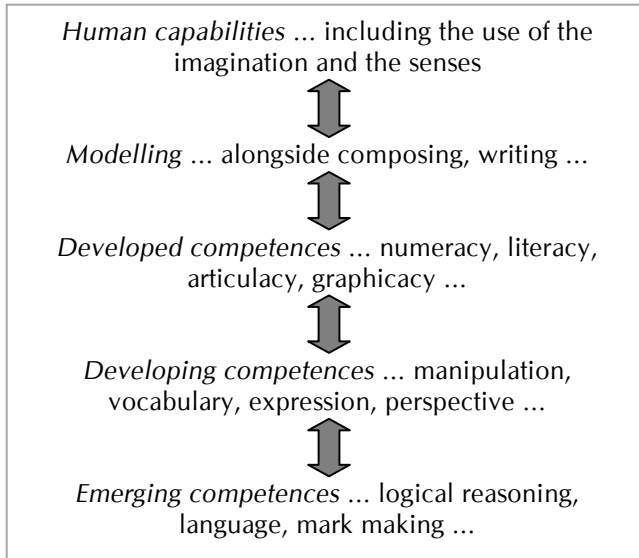 Human capabilities ... including the use of the
imagination and the senses
Modelling ... alongside composing, writing ...
Developed competences ... numeracy, literacy,
articulacy, graphicacy ...
Developing competences ... manipulation,
vocabulary, expression, perspective ...
Emerging competences ... logical reasoning,
language, mark making ...